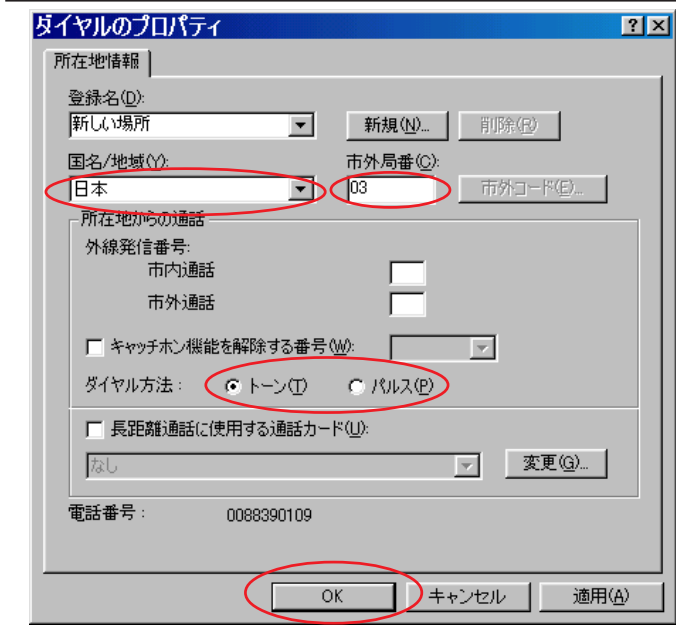 ダイヤルのプロパティ
所在地情報
登録名(D):
新しい場所 新規(N)... 削除(R)
国名/地域(Y): 市外局番(C):
日本 03 市外コード(E)...
所在地からの通話
外線発信番号:
市内通話
市外通話
キャッチホン機能を解除する番号(W):
ダイヤル方法: トーン(T) パルス(P)
長距離通話に使用する通話カード(U):
なし 変更(G)...
電話番号: 0088390109
OK キャンセル 適用(A)